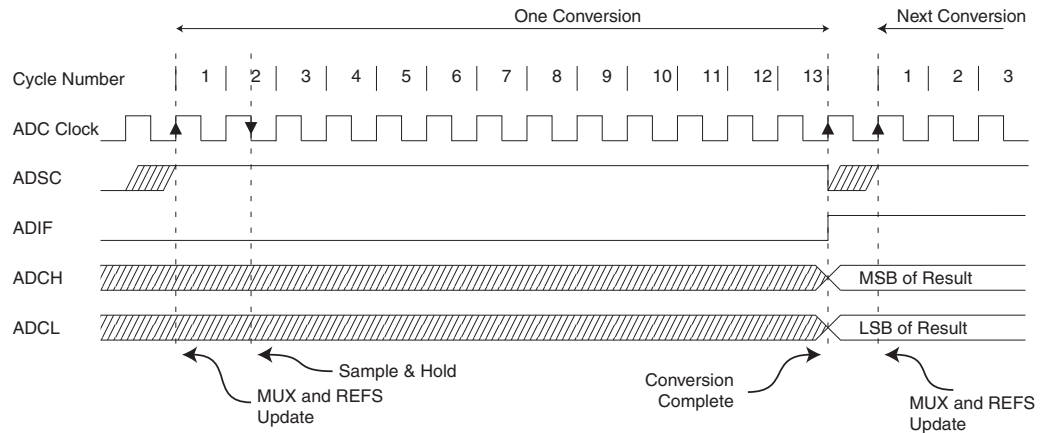 One Conversion Next Conversion
Cycle Number 1 2 3 4 5 6 7 8 9 10 11 12 13 1 2 3
ADC Clock
ADSC
ADIF
ADCH MSB of Result
ADCL LSB of Result
Sample & Hold
MUX and REFS
Update
Conversion
Complete
MUX and REFS
Update